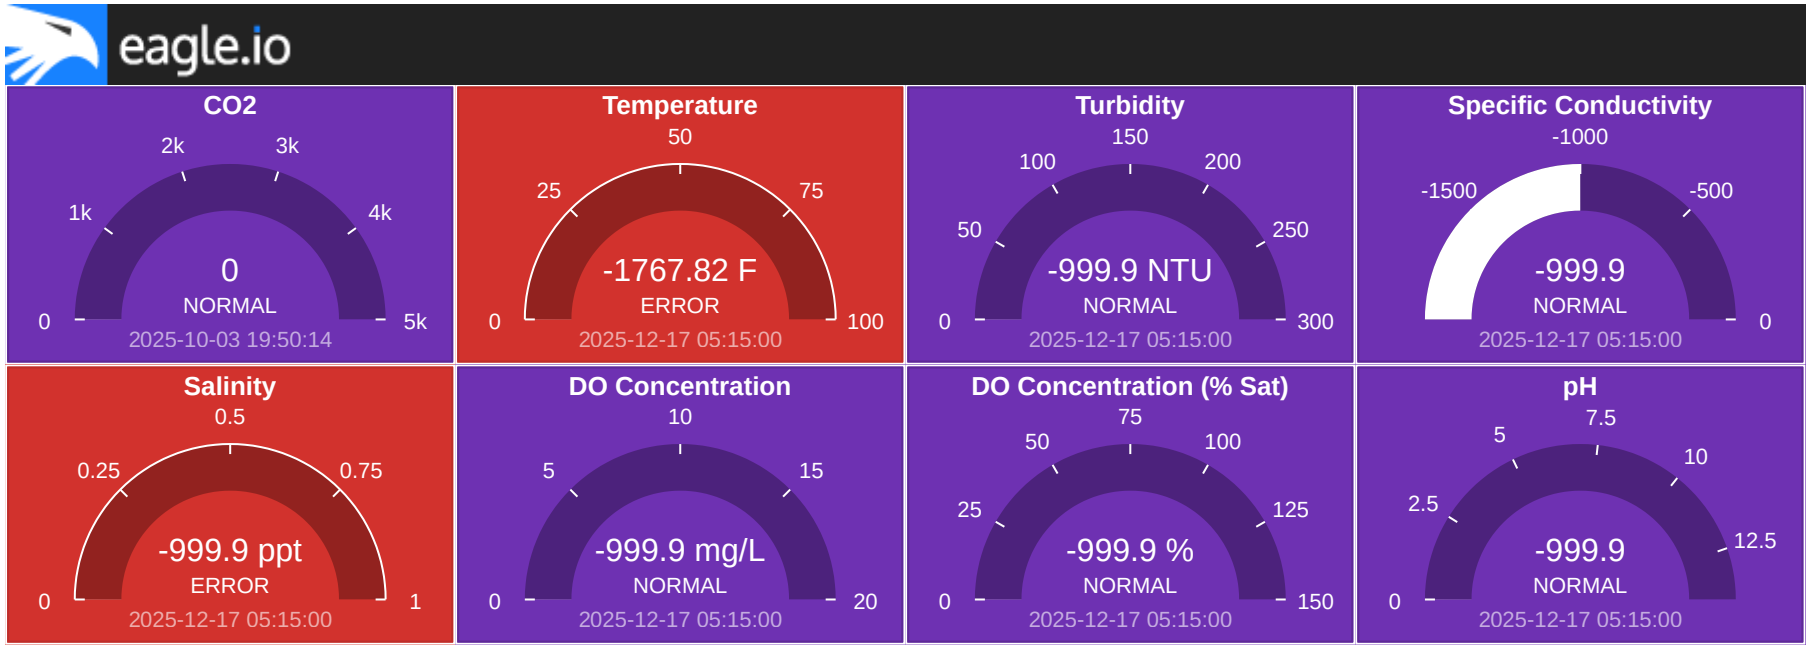 eagle.io
CO2
0
1k
2k
3k
4k
5k
0
NORMAL
2025-10-03 19:50:14
Temperature
0
25
50
75
100
-1767.82 F
ERROR
2025-12-17 05:15:00
Turbidity
0
50
100
150
200
250
300
-999.9 NTU
NORMAL
2025-12-17 05:15:00
Specific Conductivity
-1500
-1000
-500
0
-999.9
NORMAL
2025-12-17 05:15:00
Salinity
0
0.25
0.5
0.75
1
-999.9 ppt
ERROR
2025-12-17 05:15:00
DO Concentration
0
5
10
15
20
-999.9 mg/L
NORMAL
2025-12-17 05:15:00
DO Concentration (% Sat)
0
25
50
75
100
125
150
-999.9 %
NORMAL
2025-12-17 05:15:00
pH
0
2.5
5
7.5
10
12.5
-999.9
NORMAL
2025-12-17 05:15:00